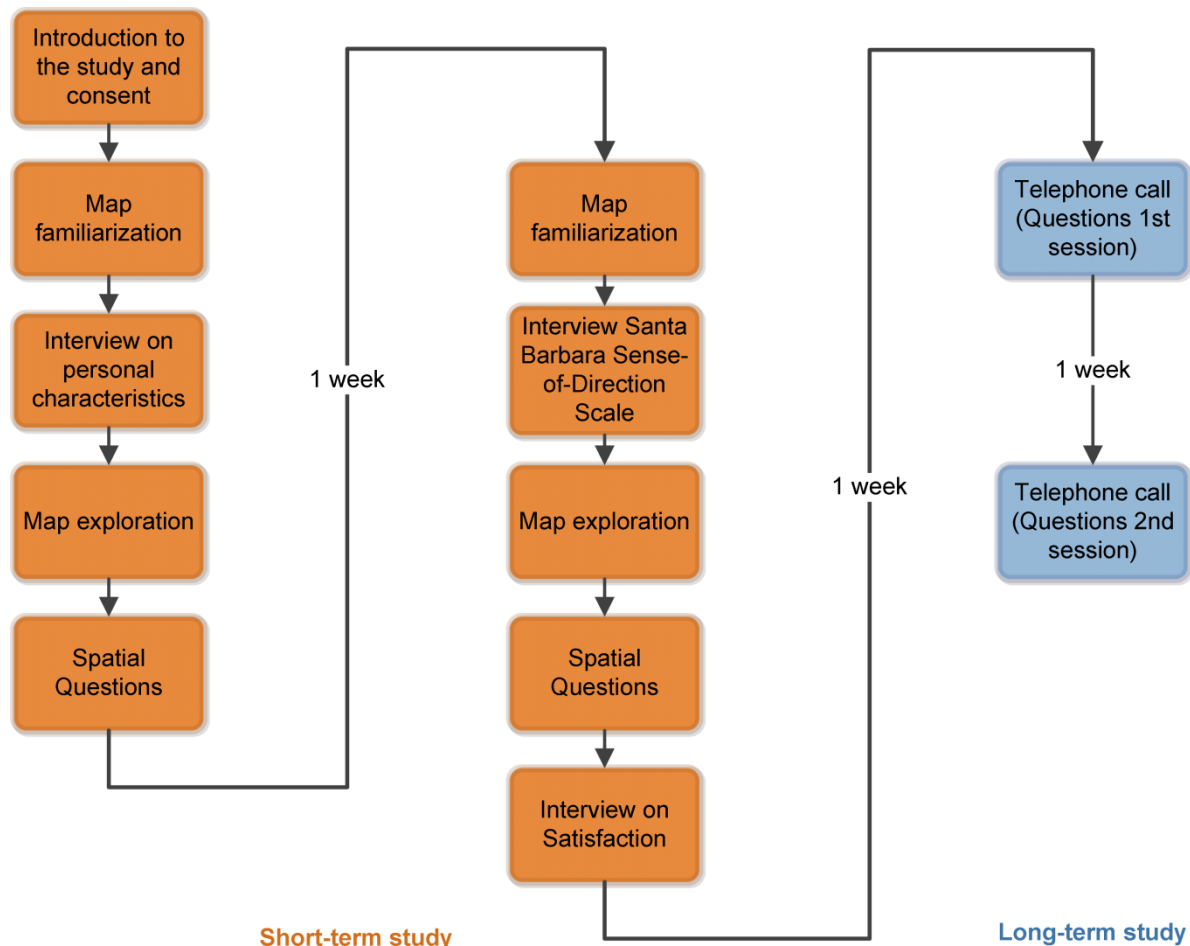 Introduction to
the study and
consent
Map
familiarization
Interview on
personal
characteristics
Map exploration
Spatial
Questions
1 week
Map
familiarization
Interview Santa
Barbara Sense-
of-Direction
Scale
Map exploration
Spatial
Questions
Interview on
Satisfaction
1 week
Telephone call
(Questions 1st
session)
1 week
Telephone call
(Questions 2nd
session)
Short-term study
Long-term study